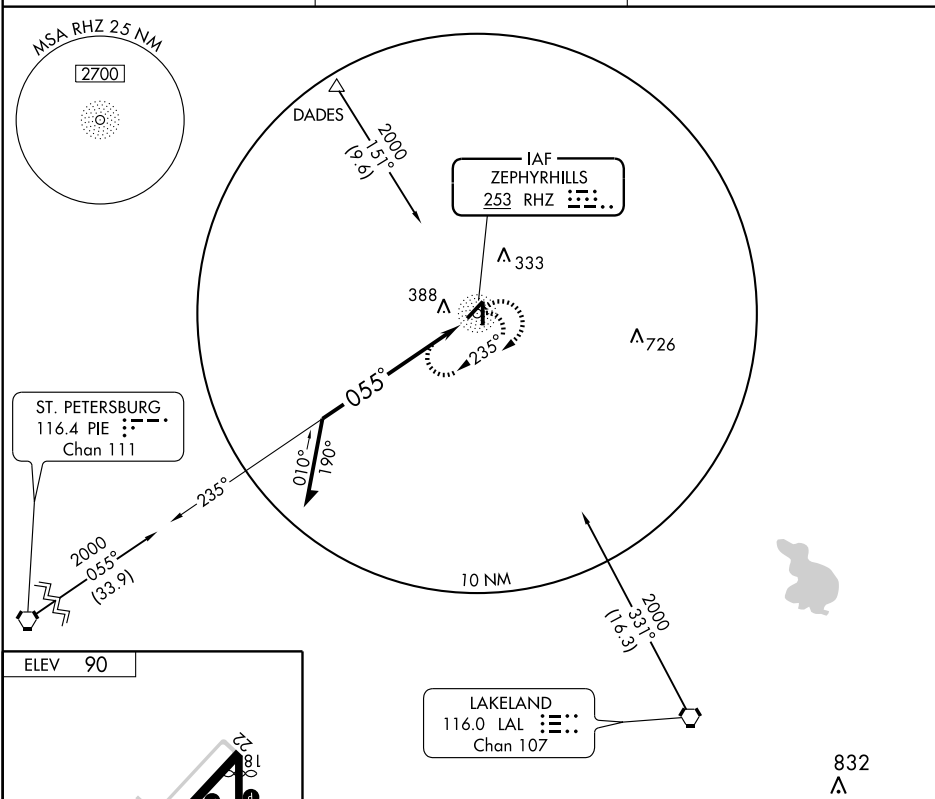 MSA RHZ 25 NM
2700
DADES
2000
151°
(9.6)
IAF
ZEPHYRHILLS
253 RHZ
333
388
726
235°
055°
ST. PETERSBURG
116.4 PIE
Chan 111
010°
190°
235°
2000
055°
(33.9)
10 NM
2000
331°
(16.3)
ELEV 90
LAKELAND
116.0 LAL
Chan 107
22
18
832